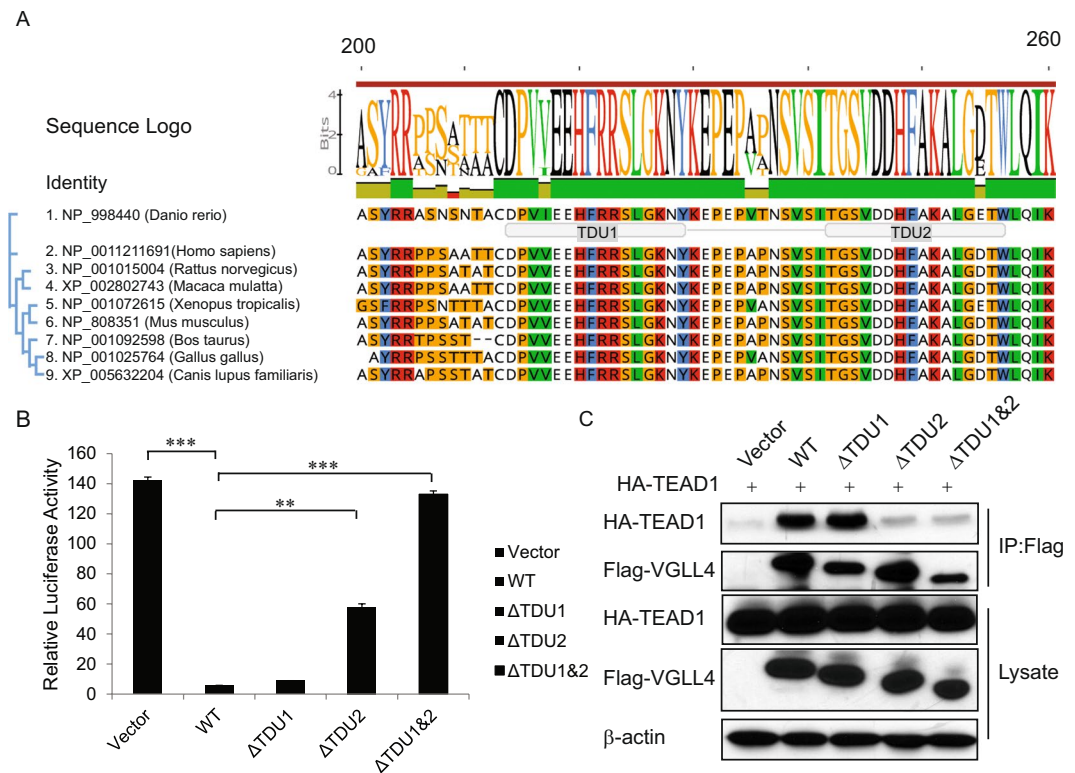 A
200
260
Sequence Logo
4
2
0
Bits
Identity
1. NP_998440 (Danio rerio)
ASYRRASNSNTACDPVIEEHFRRSLGKNYKEPEPVTNSVSITGSVDDHFAKALGETWLQIK
TDU1
TDU2
2. NP_0011211691(Homo sapiens)
ASYRRPPSAATTCDPVVEEHFRRSLGKNYKEPEPAPNSVSITGSVDDHFAKALGDTWLQIK
3. NP_001015004 (Rattus norvegicus)
ASYRRPPSATATCDPVVEEHFRRSLGKNYKEPEPAPNSVSITGSVDDHFAKALGDTWLQIK
4. XP_002802743 (Macaca mulatta)
ASYRRPPSAATTCDPVVEEHFRRSLGKNYKEPEPAPNSVSITGSVDDHFAKALGDTWLQIK
5. NP_001072615 (Xenopus tropicalis)
GSFRRPSNTTTACDPVVEEHFRRSLGKNYKEPEPVANSVSITGSVDDHFAKALGDTWLQIK
6. NP_808351 (Mus musculus)
ASYRRPPSATATCDPVVEEHFRRSLGKNYKEPEPAPNSVSITGSVDDHFAKALGDTWLQIK
7. NP_001092598 (Bos taurus)
ASYRRTPSST--CDPVVEEHFRRSLGKNYKEPEPAPNSVSITGSVDDHFAKALGDTWLQIK
8. NP_001025764 (Gallus gallus)
AYRRPSSTTTACDPVVEEHFRRSLGKNYKEPEPVANSVSITGSVDDHFAKALGDTWLQIK
9. XP_005632204 (Canis lupus familiaris)
ASYRRAPSSTATCDPVVEEHFRRSLGKNYKEPEPAPNSVSITGSVDDHFAKALGDTWLQIK
B
Relative Luciferase Activity
160
140
120
100
80
60
40
20
0
***
***
**
Vector
WT
ΔTDU1
ΔTDU2
ΔTDU1&2
Vector
WT
ΔTDU1
ΔTDU2
ΔTDU1&2
C
Vector
WT
ΔTDU1
ΔTDU2
ΔTDU1&2
HA-TEAD1 + + + + +
HA-TEAD1
Flag-VGLL4
IP:Flag
HA-TEAD1
Flag-VGLL4
β-actin
Lysate